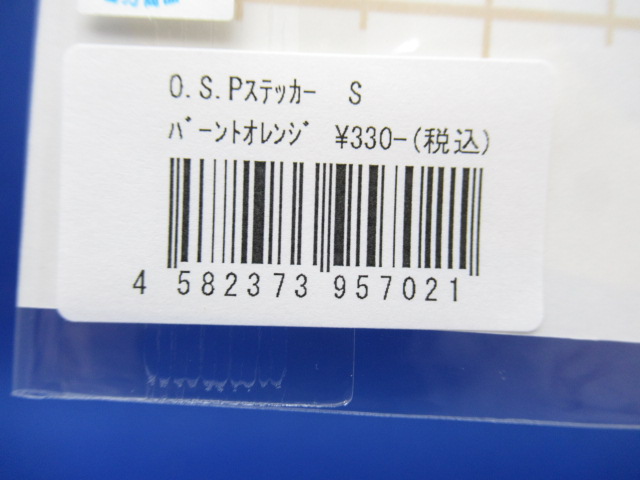 O.S.Pｽﾃｯｶｰ S
ﾊﾞｰﾝﾄｵﾚﾝｼﾞ ¥330-(税込)
4 582373 957021